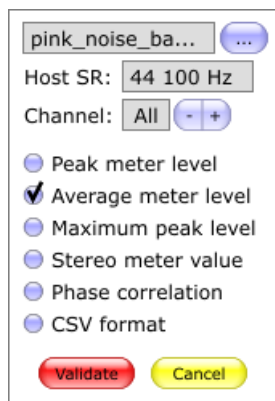 pink_noise_ba... ...
Host SR: 44 100 Hz
Channel: All - +
Peak meter level
Average meter level
Maximum peak level
Stereo meter value
Phase correlation
CSV format
Validate Cancel